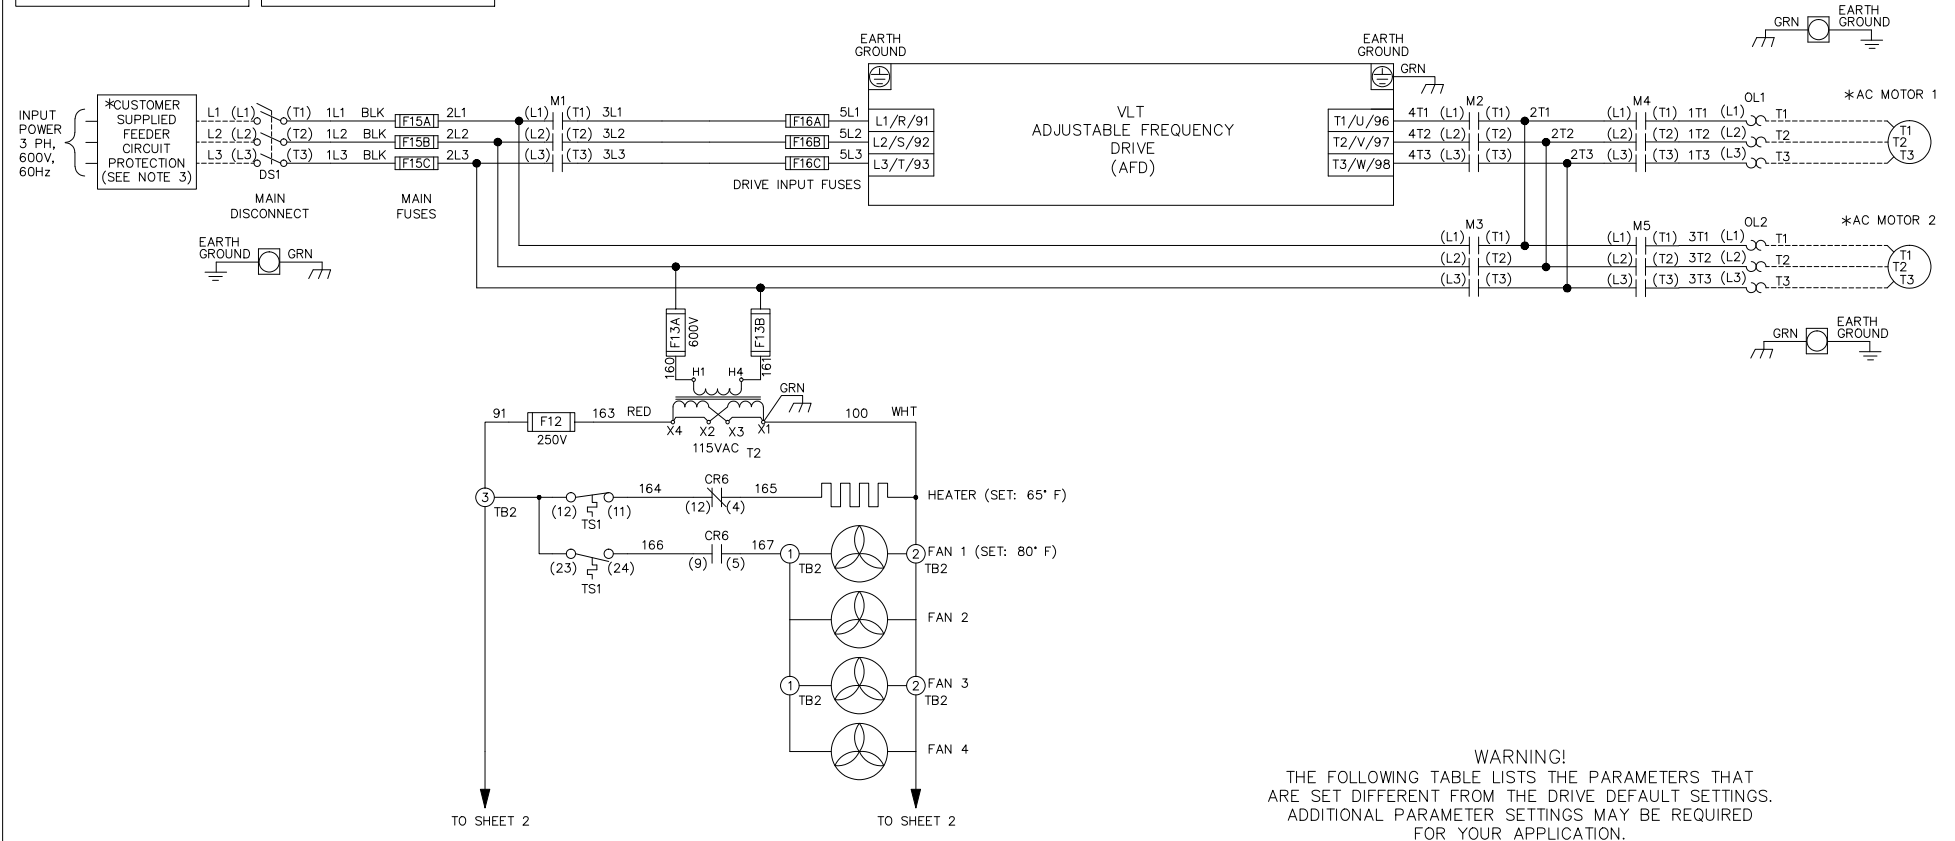 EARTH
GROUND
GRN
EARTH
GROUND
EARTH
GROUND
GRN
INPUT
POWER
3 PH,
600V,
60Hz
*CUSTOMER
SUPPLIED
FEEDER
CIRCUIT
PROTECTION
(SEE NOTE 3)
L1 (L1) (T1) 1L1 BLK F15A 2L1 (L1) M1 (T1) 3L1 F16A 5L1 L1/R/91
L2 (L2) (T2) 1L2 BLK F15B 2L2 (L2) (T2) 3L2 F16B 5L2 L2/S/92
L3 (L3) (T3) 1L3 BLK F15C 2L3 (L3) (T3) 3L3 F16C 5L3 L3/T/93
DS1
MAIN
DISCONNECT
MAIN
FUSES
DRIVE INPUT FUSES
VLT
ADJUSTABLE FREQUENCY
DRIVE
(AFD)
T1/U/96 4T1 (L1) M2 (T1) 2T1 (L1) M4 (T1) 1T1 (L1) OL1 T1
T2/V/97 4T2 (L2) (T2) 2T2 (L2) (T2) 1T2 (L2) T2
T3/W/98 4T3 (L3) (T3) 2T3 (L3) (T3) 1T3 (L3) T3
*AC MOTOR 1
T1
T2
T3
EARTH
GROUND
GRN
M3 M5 OL2
(L1) (T1) (L1) (T1) 3T1 (L1) T1
(L2) (T2) (L2) (T2) 3T2 (L2) T2
(L3) (T3) (L3) (T3) 3T3 (L3) T3
*AC MOTOR 2
T1
T2
T3
GRN
EARTH
GROUND
F13A
600V
F13B
160
161
H1 H4
GRN
91 F12 163 RED
250V
X4 X2 X3 X1
100 WHT
115VAC T2
3
TB2
(12) (11)
TS1
164
CR6
(12) (4)
165
HEATER (SET: 65° F)
(23) (24)
TS1
166
CR6
(9) (5)
167
1
TB2
2
TB2
FAN 1 (SET: 80° F)
FAN 2
1
TB2
2
TB2
FAN 3
FAN 4
TO SHEET 2
TO SHEET 2
WARNING!
THE FOLLOWING TABLE LISTS THE PARAMETERS THAT
ARE SET DIFFERENT FROM THE DRIVE DEFAULT SETTINGS.
ADDITIONAL PARAMETER SETTINGS MAY BE REQUIRED
FOR YOUR APPLICATION.